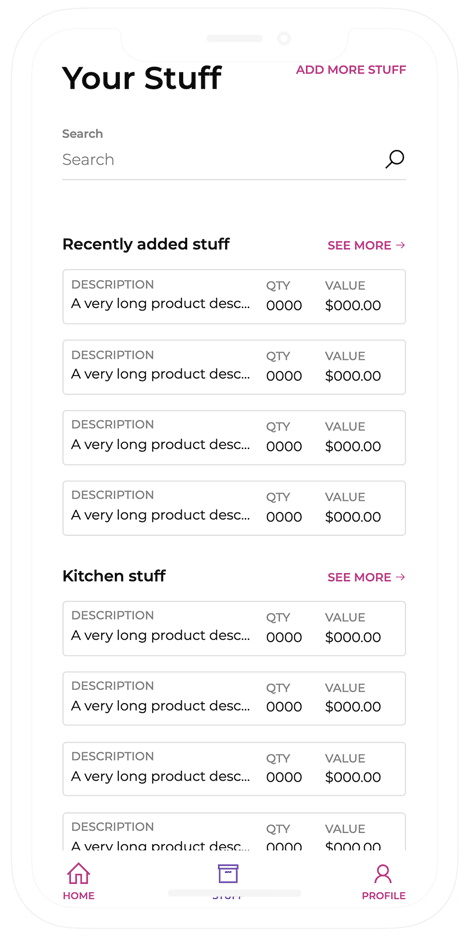 Your Stuff
ADD MORE STUFF
Search
Search
Recently added stuff
SEE MORE →
DESCRIPTION QTY VALUE
A very long product desc... 0000 $000.00
DESCRIPTION QTY VALUE
A very long product desc... 0000 $000.00
DESCRIPTION QTY VALUE
A very long product desc... 0000 $000.00
DESCRIPTION QTY VALUE
A very long product desc... 0000 $000.00
Kitchen stuff
SEE MORE →
DESCRIPTION QTY VALUE
A very long product desc... 0000 $000.00
DESCRIPTION QTY VALUE
A very long product desc... 0000 $000.00
DESCRIPTION QTY VALUE
A very long product desc... 0000 $000.00
DESCRIPTION QTY VALUE
A very long product desc... 0000 $000.00
HOME STUFF PROFILE